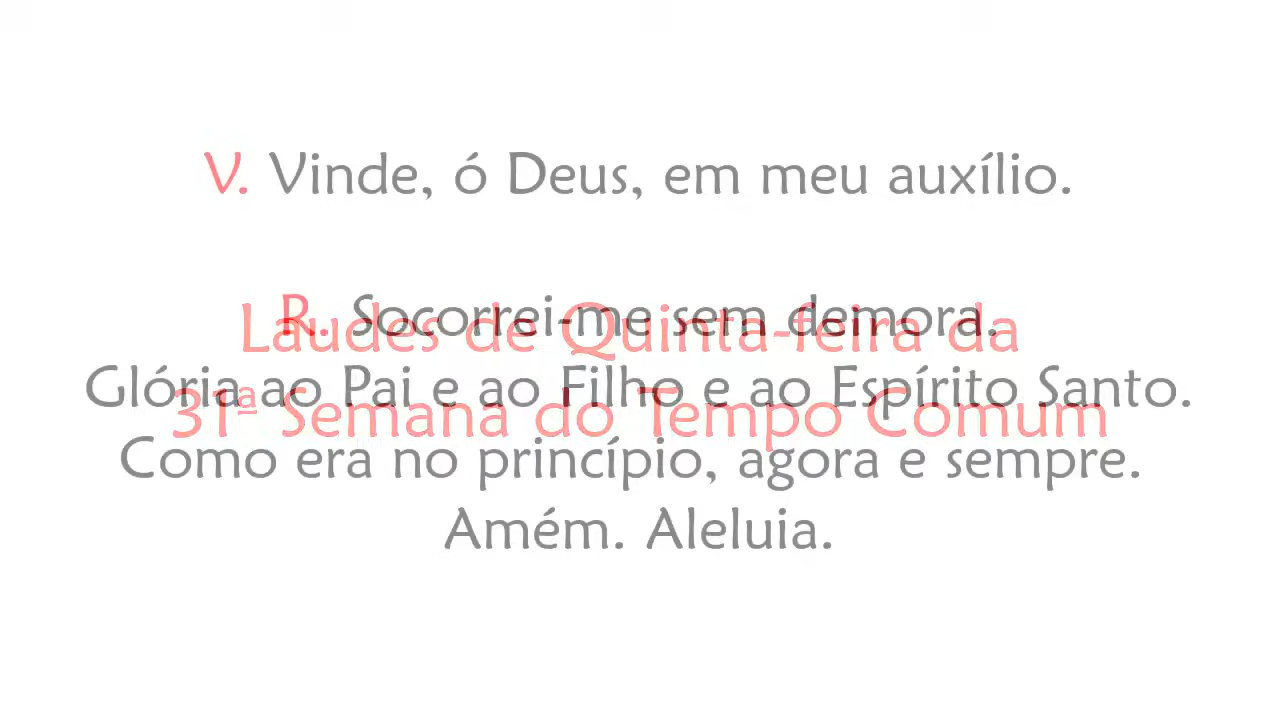 V. Vinde, ó Deus, em meu auxílio.
R. Socorrei-me sem demora.
Laudes de Quinta-feira da
Glória ao Pai e ao Filho e ao Espírito Santo.
31ª Semana do Tempo Comum
Como era no princípio, agora e sempre.
Amém. Aleluia.